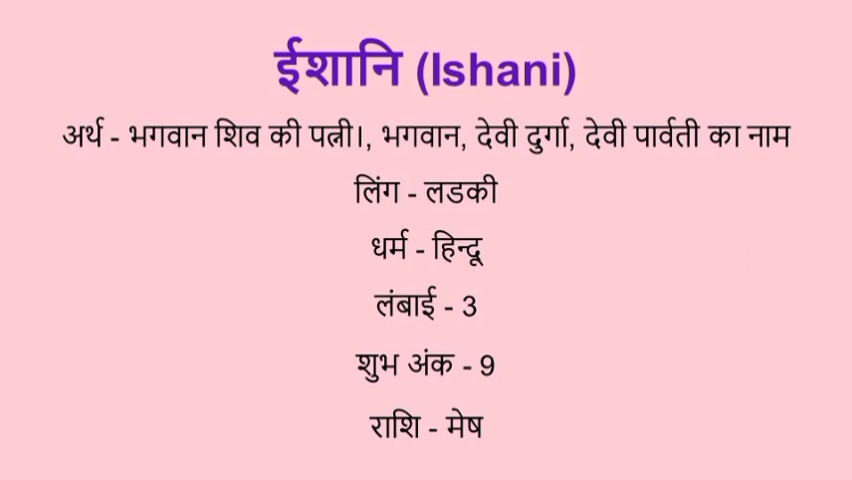 ईशानि (Ishani)
अर्थ - भगवान शिव की पत्नी।, भगवान, देवी दुर्गा, देवी पार्वती का नाम
लिंग - लडकी
धर्म - हिन्दू
लंबाई - 3
शुभ अंक - 9
राशि - मेष